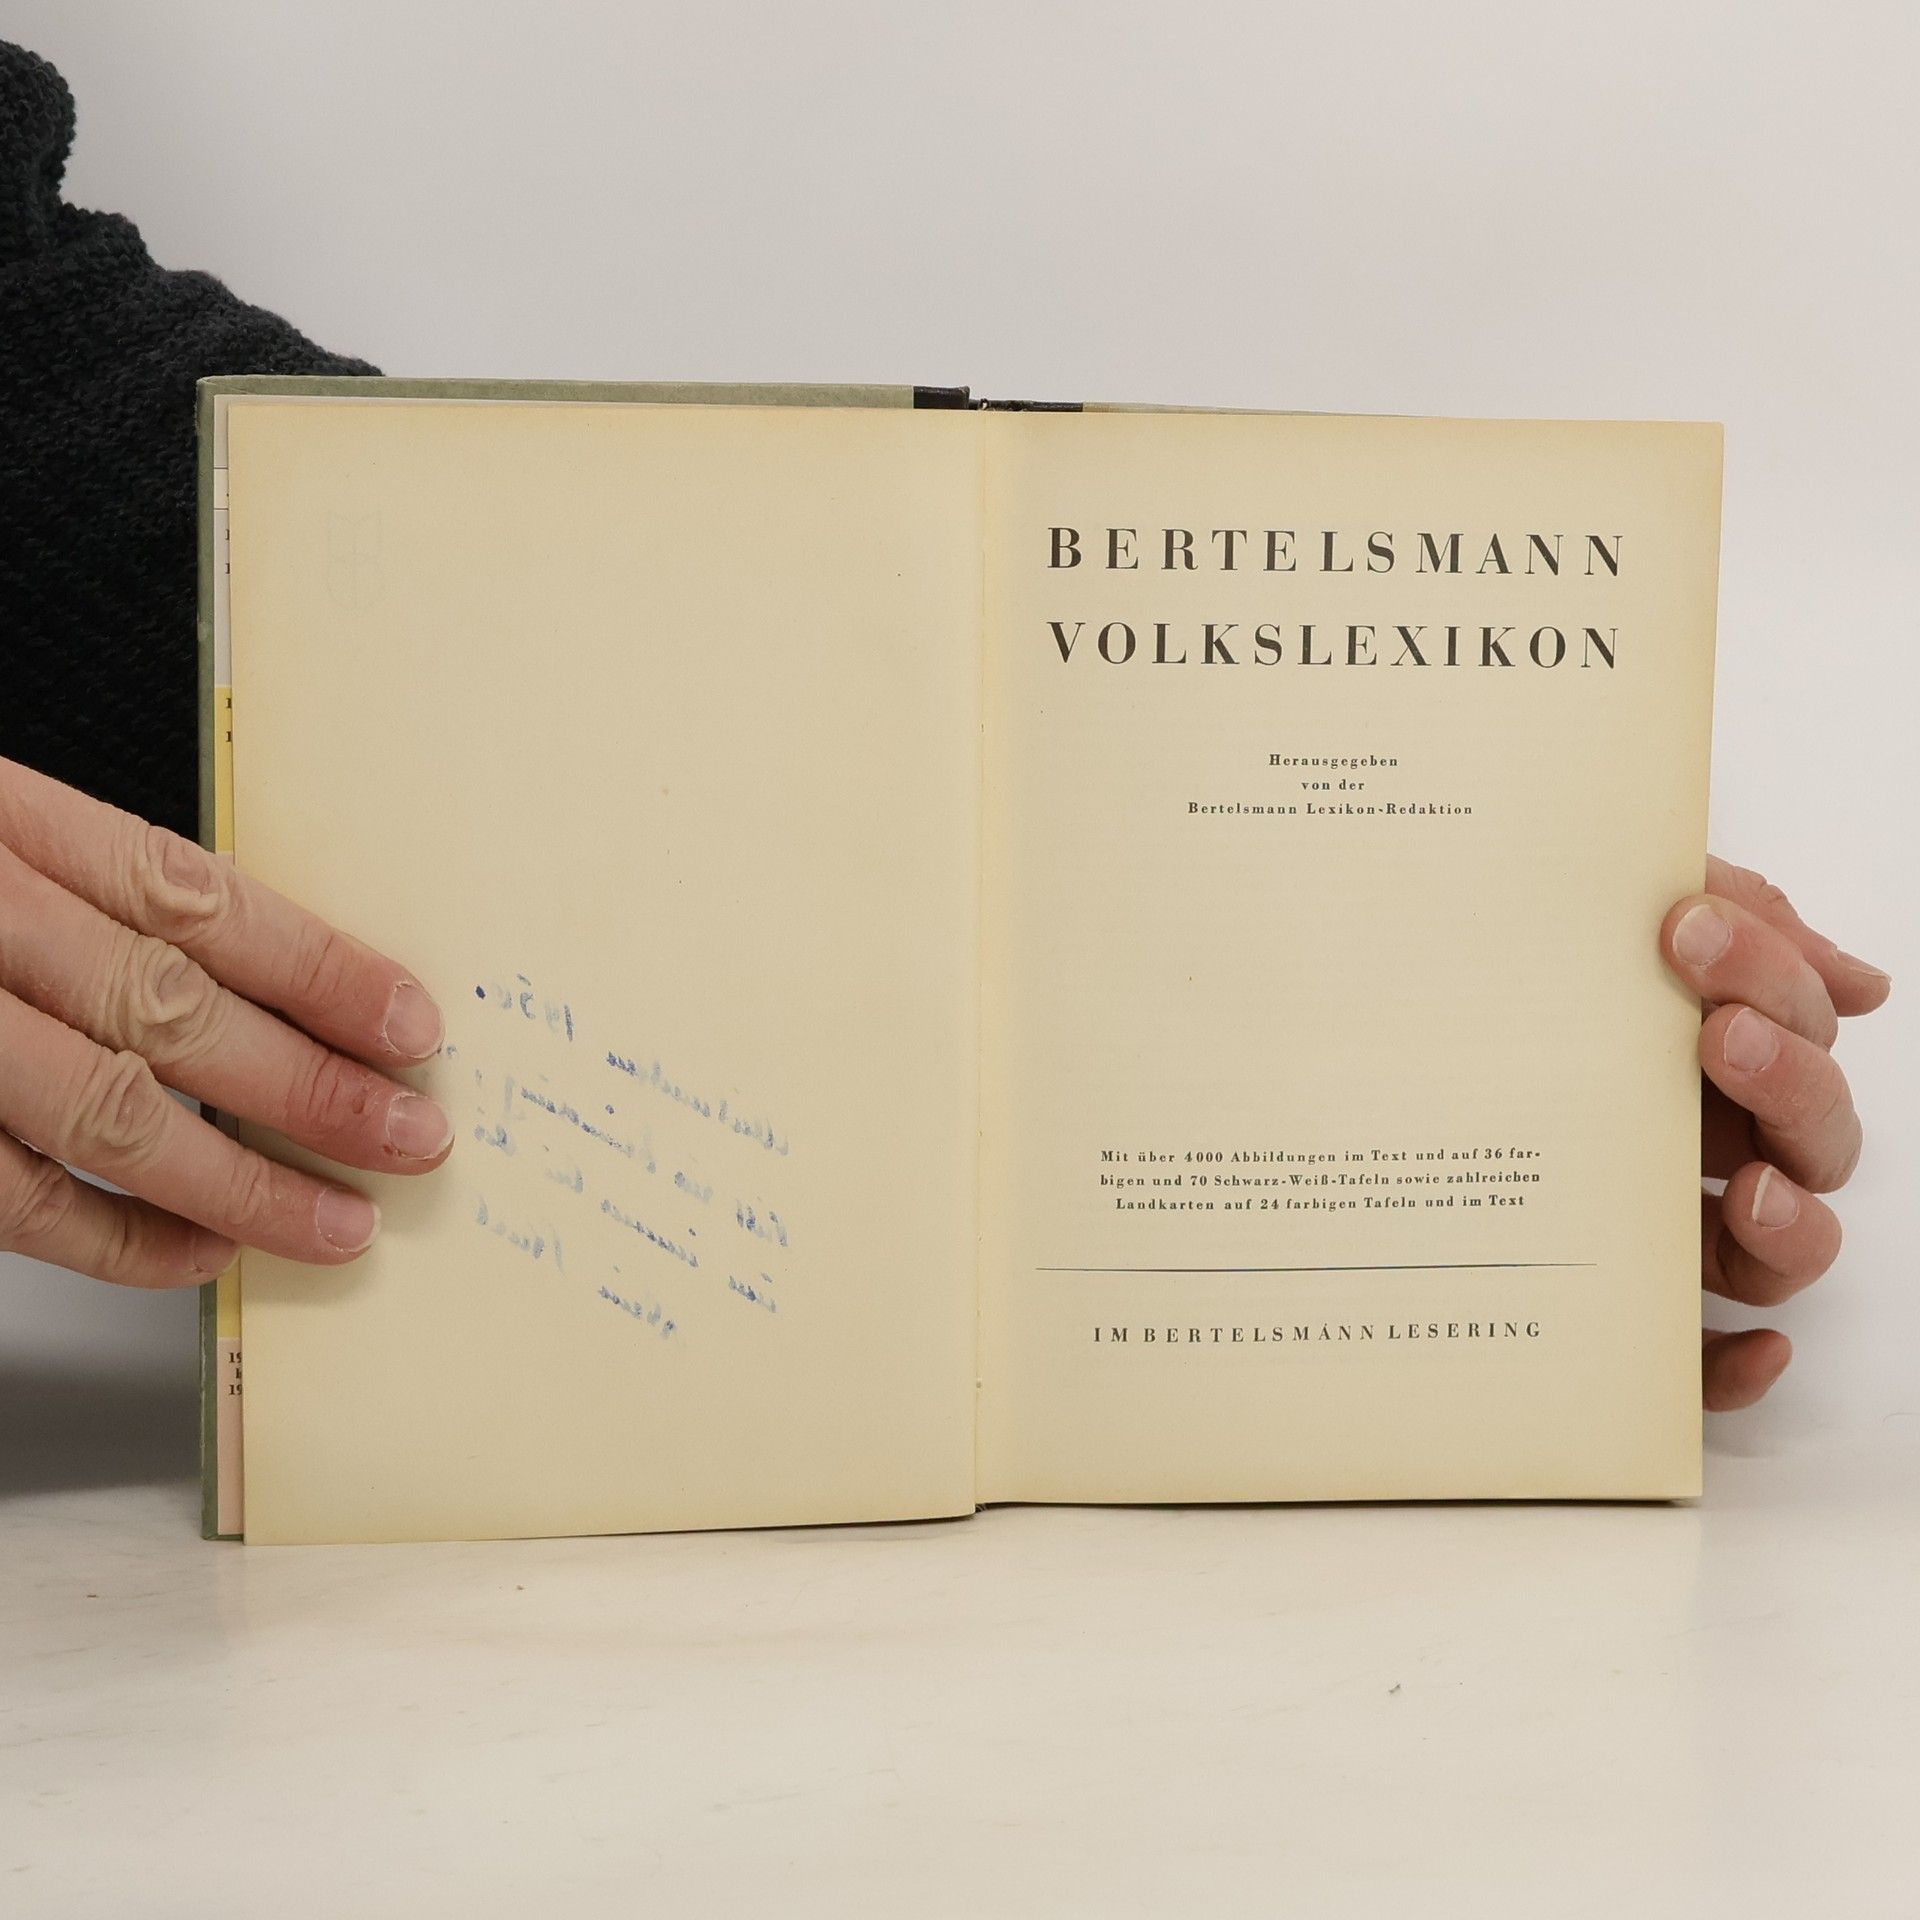 BERTELSMANN
VOLKSLEXIKON
Herausgegeben
von der
Bertelsmann Lexikon-Redaktion
Mit über 4000 Abbildungen im Text und auf 36 far-
bigen und 70 Schwarz-Weiß-Tafeln sowie zahlreichen
Landkarten auf 24 farbigen Tafeln und im Text
IM BERTELSMANN LESERING